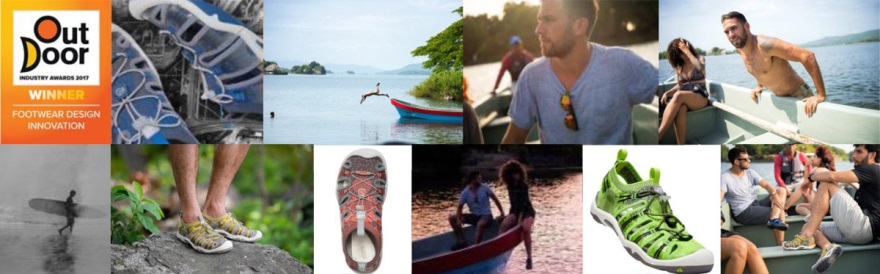 Out
Door
INDUSTRY AWARDS 2017
WINNER
FOOTWEAR DESIGN
INNOVATION